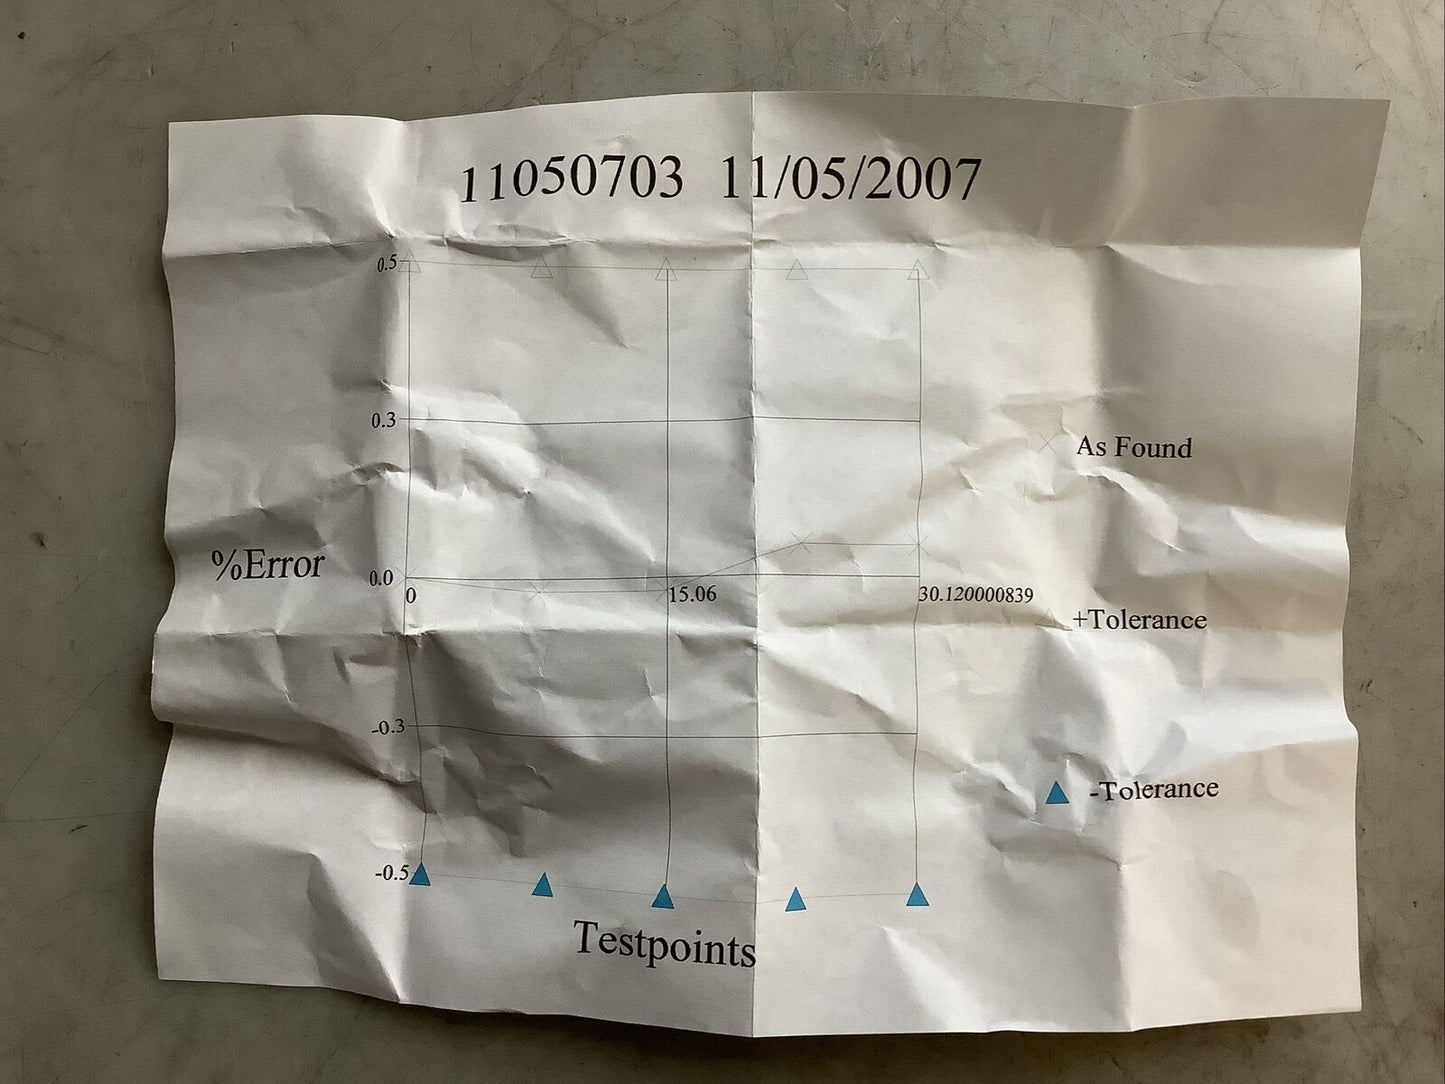 11050703 11/05/2007
0.5
0.3
As Found
%Error
0.0
0 15.06 30.120000839
+Tolerance
-0.3
-Tolerance
-0.5
Testpoints